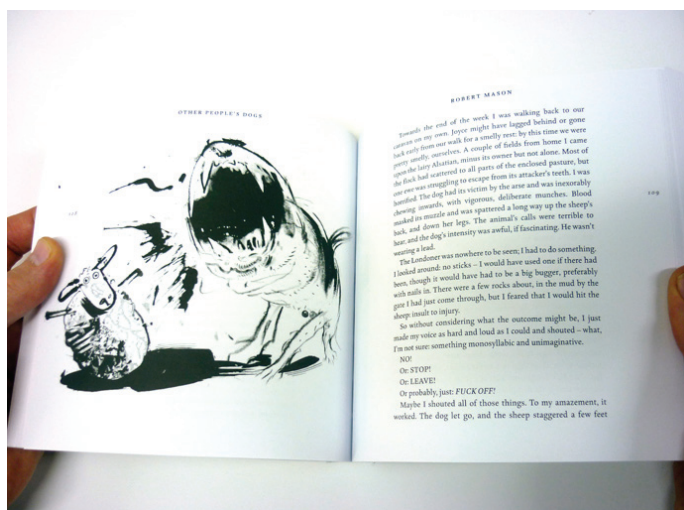 OTHER PEOPLE'S DOGS
ROBERT MASON
Towards the end of the week I was walking back to our
caravan on my own. Joyce might have lagged behind or gone
back early from our walk for a smelly rest: by this time we were
pretty smelly, ourselves. A couple of fields from home I came
upon the lairy Alsatian, minus its owner but not alone. Most of
the flock had scattered to all parts of the enclosed pasture, but
one ewe was struggling to escape from its attacker's teeth. I was
horrified. The dog had its victim by the arse and was inexorably
chewing inwards, with vigorous, deliberate munches. Blood
soaked its muzzle and was spattered a long way up the sheep's
back, and down her legs. The animal's calls were terrible to
hear, and the dog's intensity was awful, if fascinating. He wasn't
wearing a lead.
The Londoner was nowhere to be seen; I had to do something.
I looked around: no sticks – I would have used one if there had
been, though it would have had to be a big bugger, preferably
with nails in. There were a few rocks about, in the mud by the
gate I had just come through, but I feared that I would hit the
sheep: insult to injury.
So without considering what the outcome might be, I just
made my voice as hard and loud as I could and shouted – what,
I'm not sure: something monosyllabic and unimaginative.
NO!
Or: STOP!
Or: LEAVE!
Or probably, just: FUCK OFF!
Maybe I shouted all of those things. To my amazement, it
worked. The dog let go, and the sheep staggered a few feet